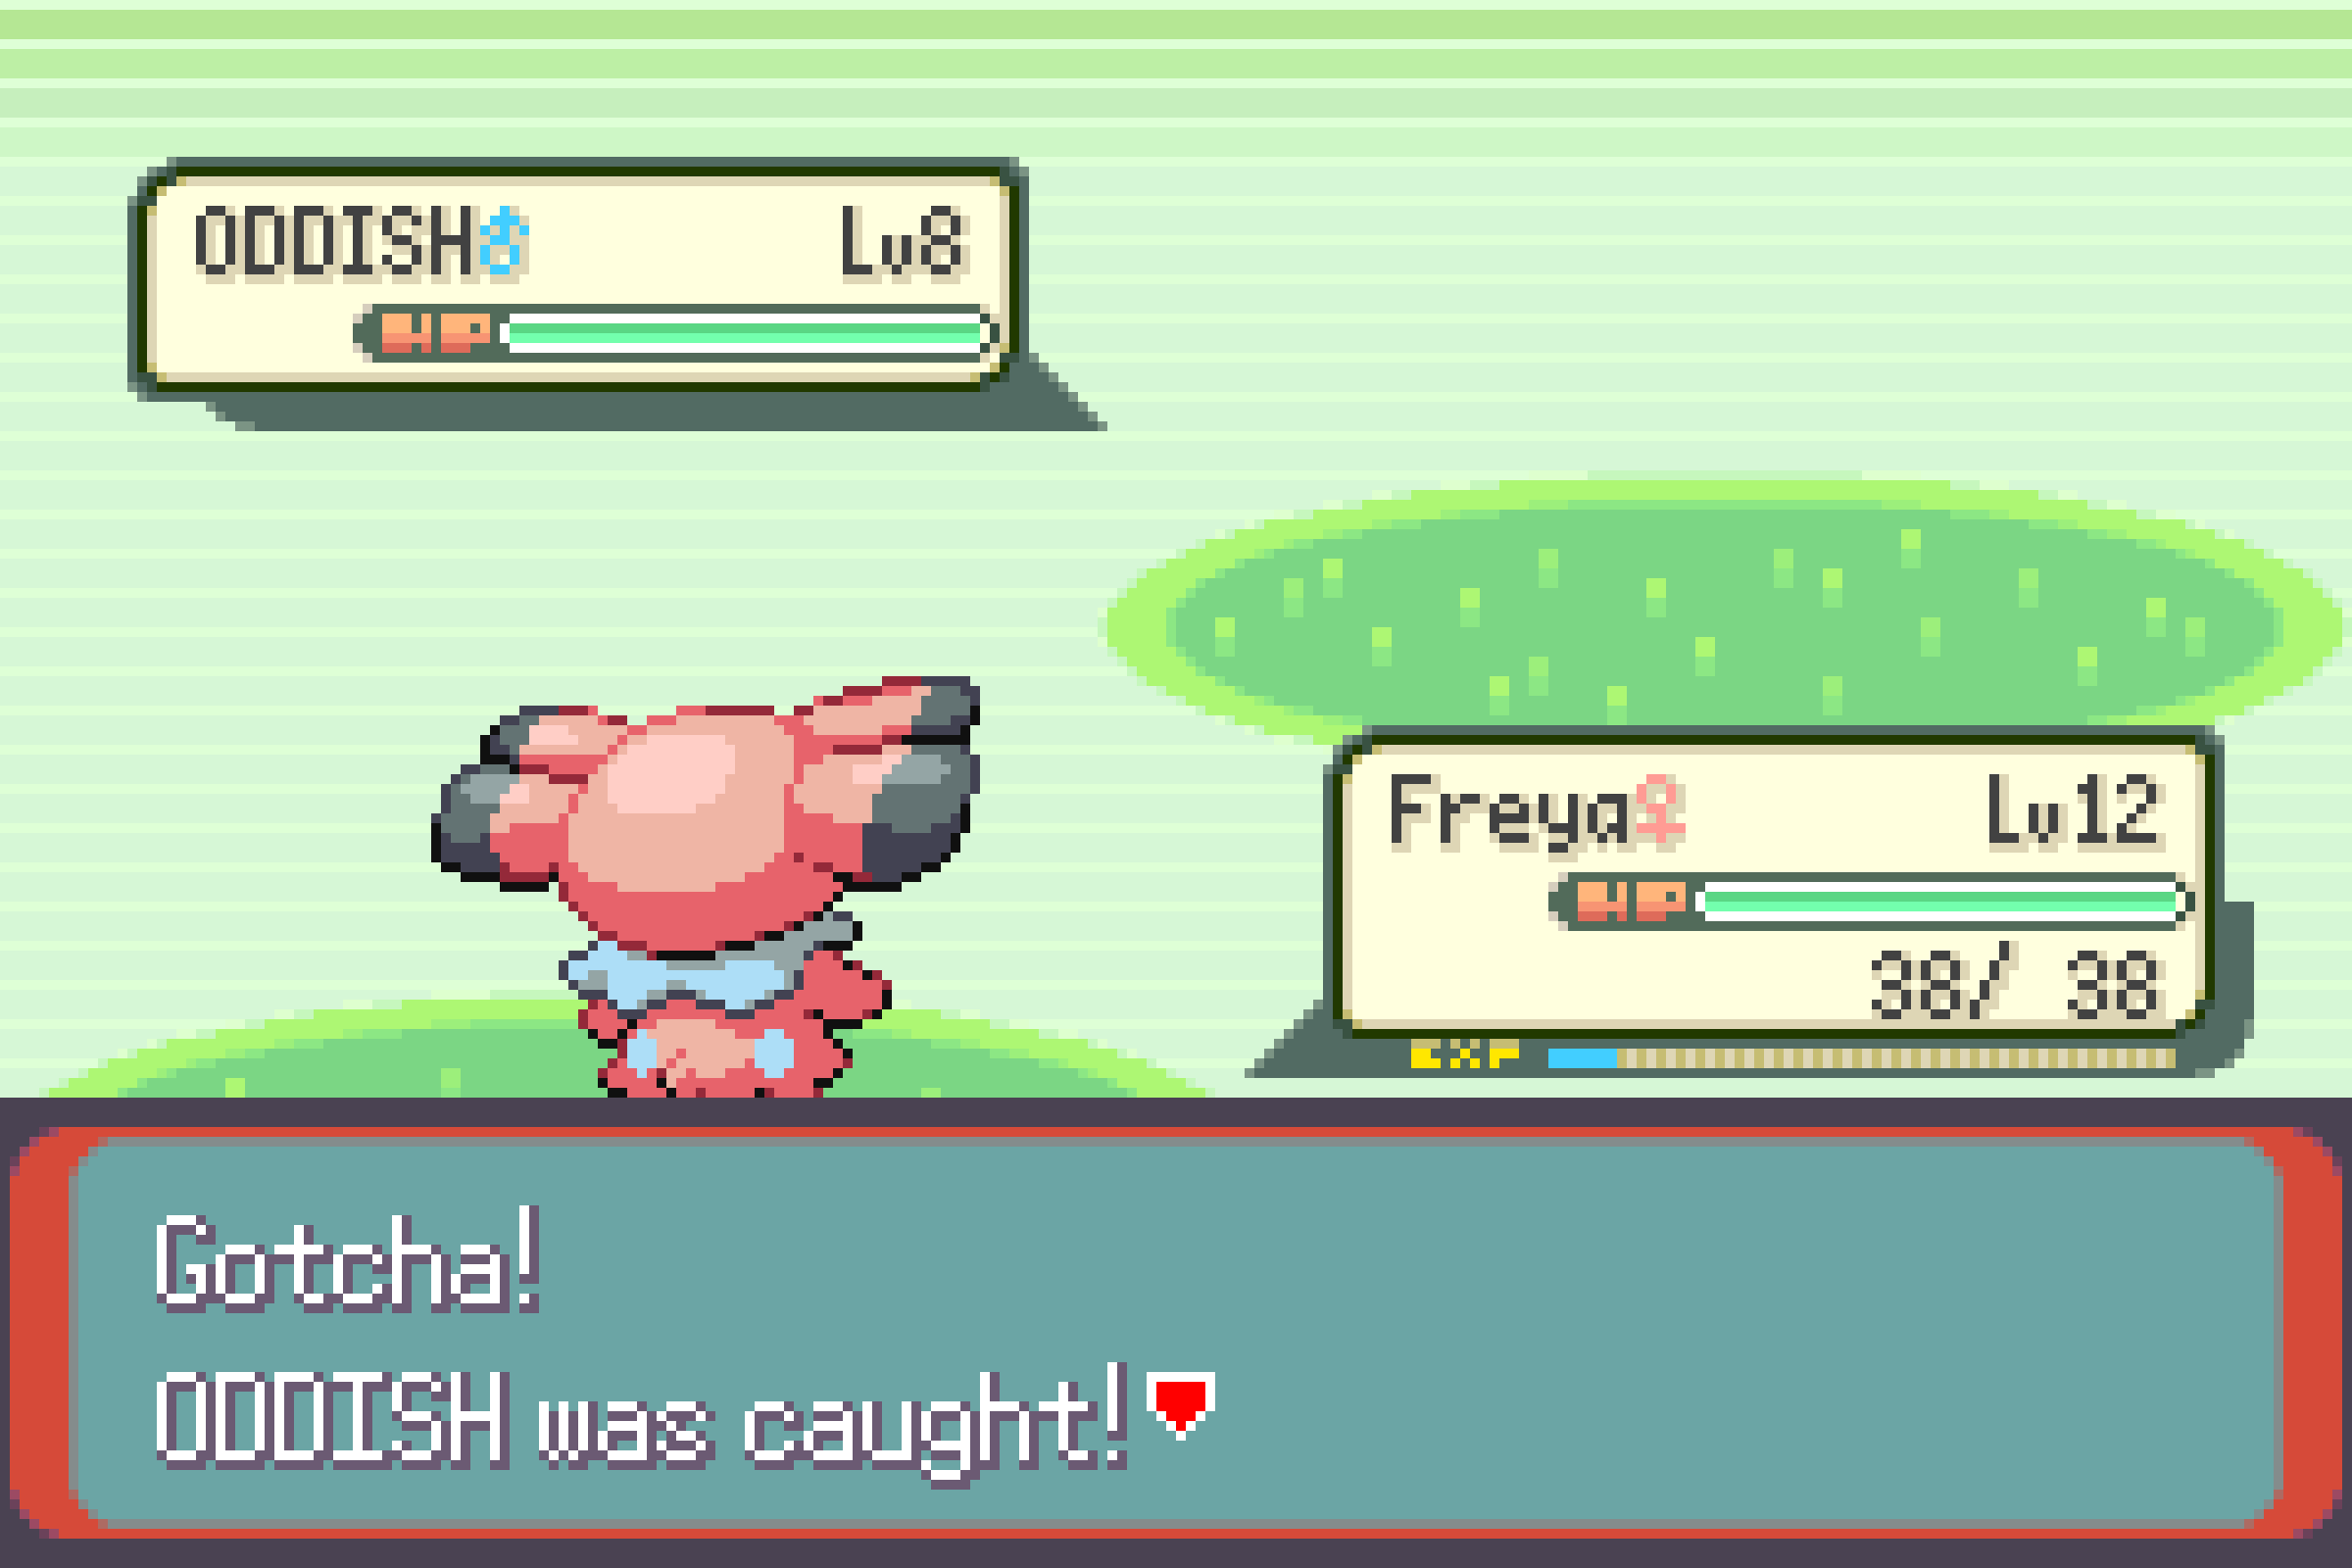 ODDISH♂ Lv8
HP
Freya♀ Lv12
HP
38/ 38
EXP
Gotcha!
ODDISH was caught!